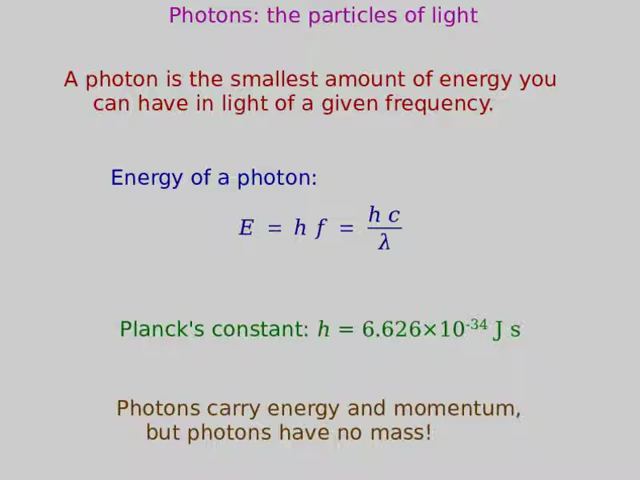 Photons: the particles of light
A photon is the smallest amount of energy you
can have in light of a given frequency.
Energy of a photon:
E = h f = h c / λ
Planck's constant: h = 6.626×10⁻³⁴ J s
Photons carry energy and momentum,
but photons have no mass!